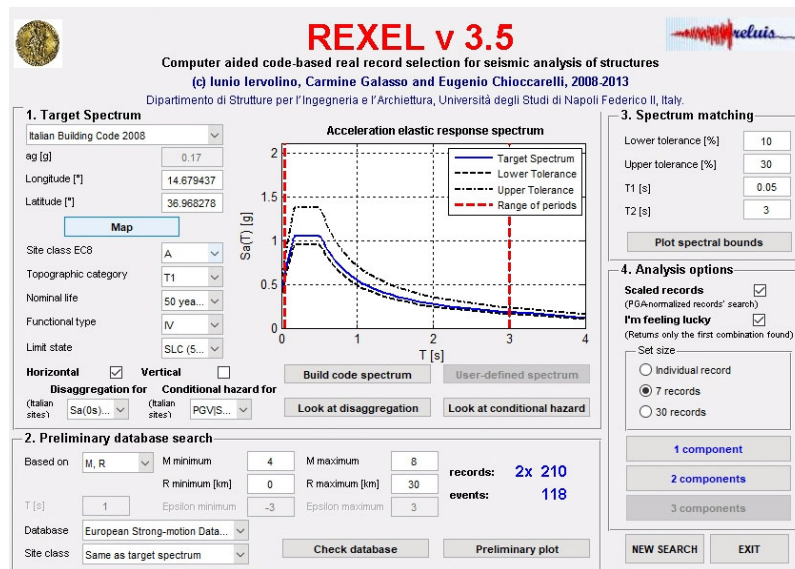 REXEL v 3.5
reluis
Computer aided code-based real record selection for seismic analysis of structures
(c) Iunio Iervolino, Carmine Galasso and Eugenio Chioccarelli, 2008-2013
Dipartimento di Strutture per l'Ingegneria e l'Archiettura, Università degli Studi di Napoli Federico II, Italy.
1. Target Spectrum
Italian Building Code 2008
ag [g] 0.17
Longitude [°] 14.679437
Latitude [°] 36.968278
Map
Site class EC8 A
Topographic category T1
Nominal life 50 yea...
Functional type IV
Limit state SLC (5...
Horizontal Vertical
Disaggregation for Conditional hazard for
(Italian sites) Sa(0s)... (Italian sites) PGV|S...
Acceleration elastic response spectrum
Target Spectrum
Lower Tolerance
Upper Tolerance
Range of periods
Sa(T) [g]
2
1.5
1
0.5
0
0 1 2 3 4
T [s]
Build code spectrum User-defined spectrum
Look at disaggregation Look at conditional hazard
2. Preliminary database search
Based on M, R M minimum 4 M maximum 8
R minimum [km] 0 R maximum [km] 30
T [s] 1 Epsilon minimum -3 Epsilon maximum 3
records: 2x 210
events: 118
Database European Strong-motion Data...
Site class Same as target spectrum
Check database Preliminary plot
3. Spectrum matching
Lower tolerance [%] 10
Upper tolerance [%] 30
T1 [s] 0.05
T2 [s] 3
Plot spectral bounds
4. Analysis options
Scaled records
(PGA-normalized records' search)
I'm feeling lucky
(Returns only the first combination found)
Set size
Individual record
7 records
30 records
1 component
2 components
3 components
NEW SEARCH EXIT